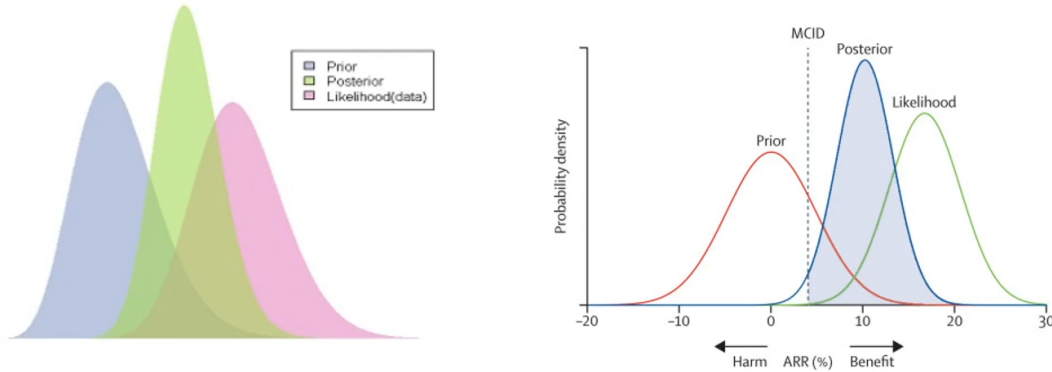 Prior
Posterior
Likelihood(data)
MCID
Posterior
Likelihood
Prior
Probability density
–20
–10
0
10
20
30
Harm
ARR (%)
Benefit